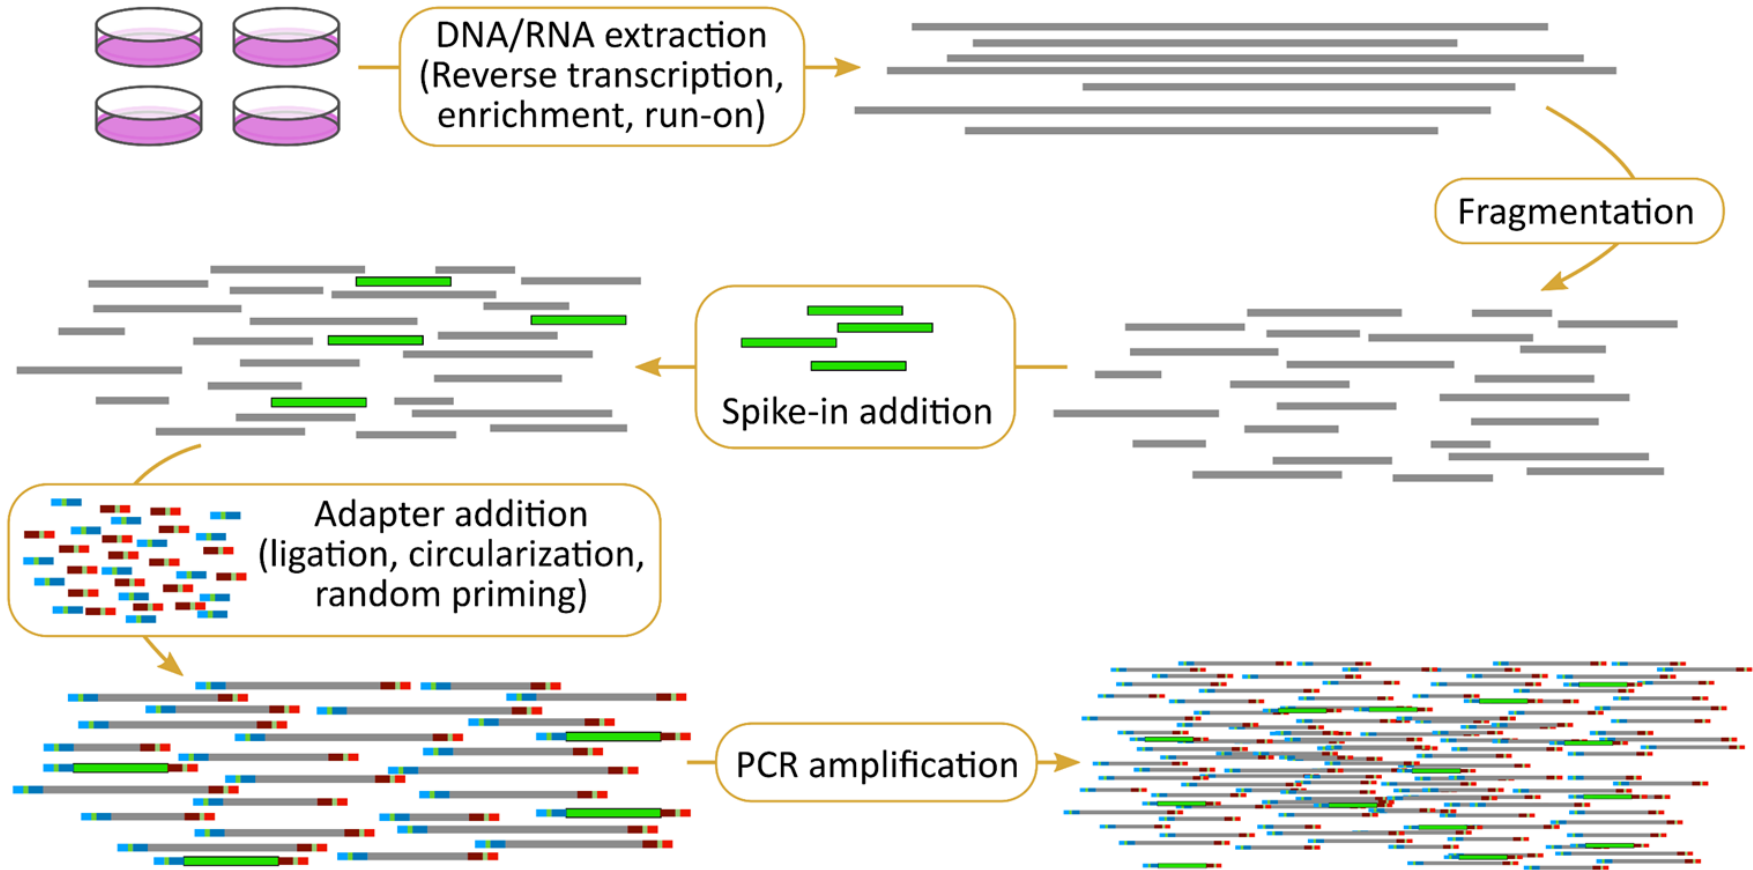 DNA/RNA extraction
(Reverse transcription,
enrichment, run-on)
Fragmentation
Spike-in addition
Adapter addition
(ligation, circularization,
random priming)
PCR amplification